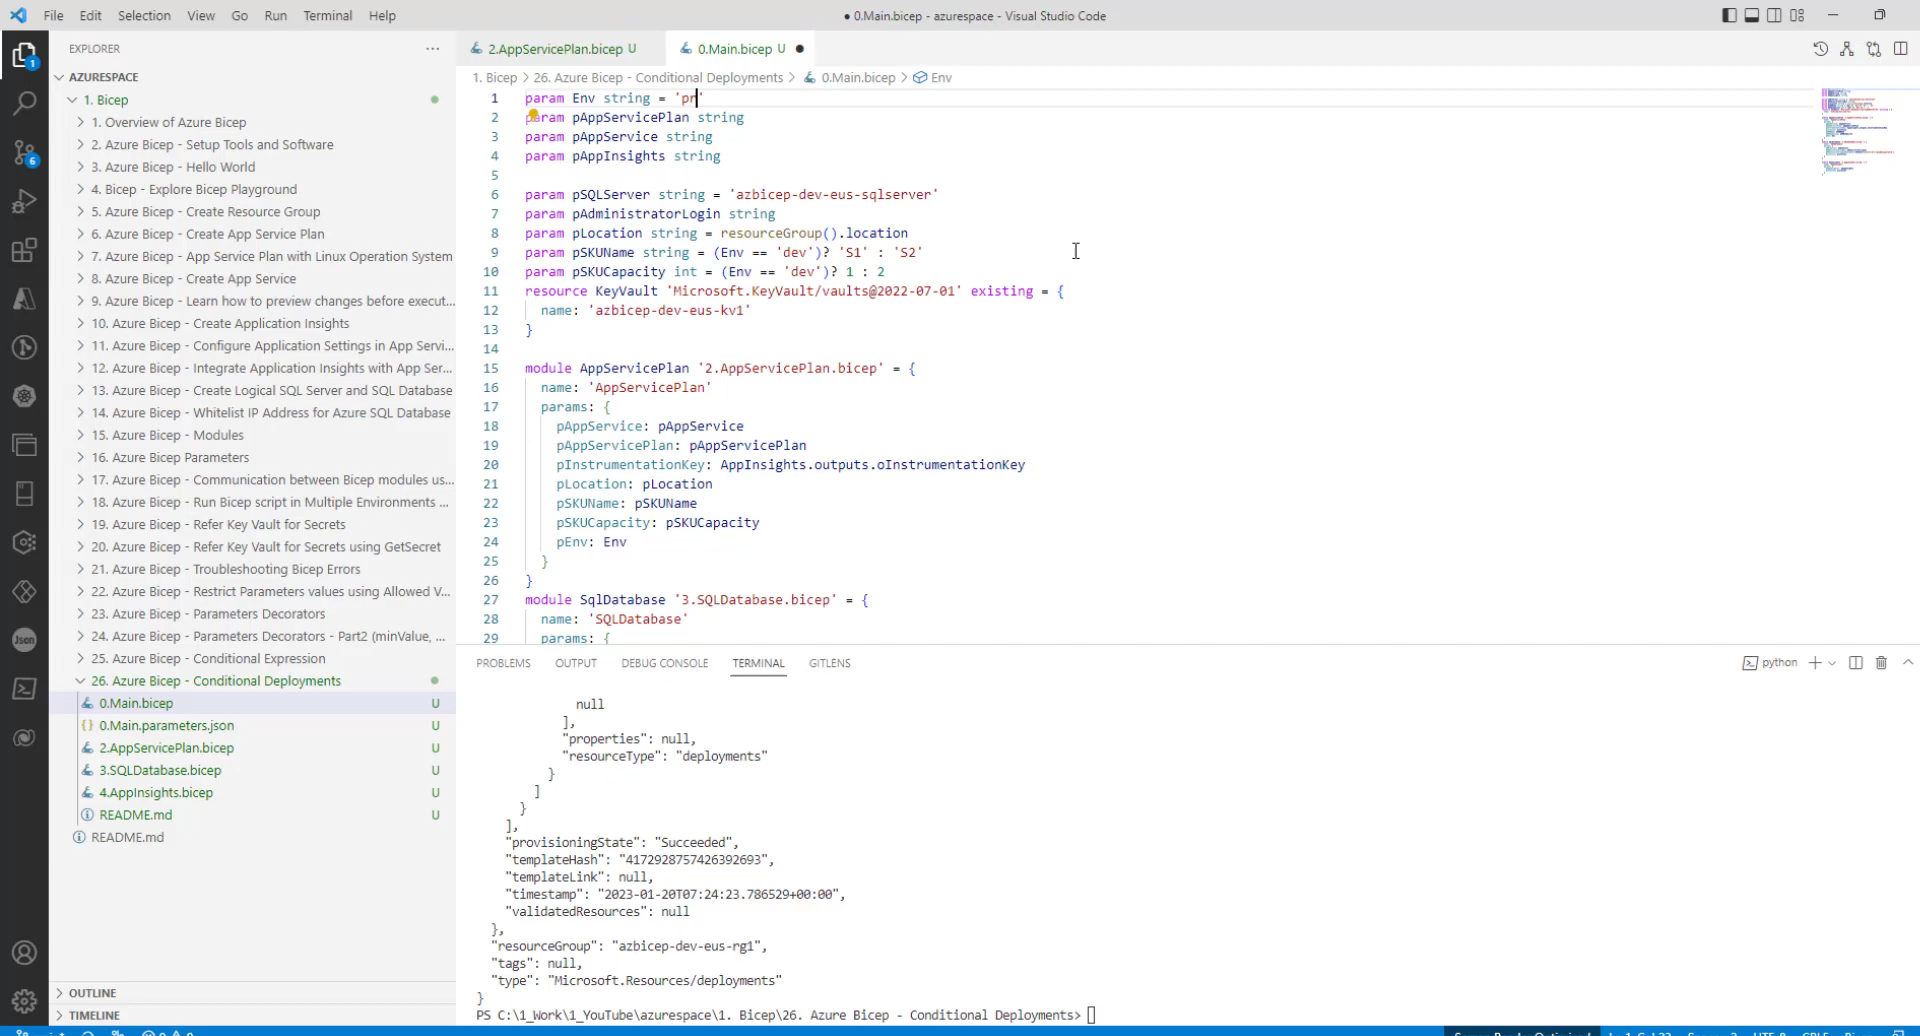 File Edit Selection View Go Run Terminal Help
● 0.Main.bicep - azurespace - Visual Studio Code
EXPLORER
AZURESPACE
1. Bicep
1. Overview of Azure Bicep
2. Azure Bicep - Setup Tools and Software
3. Azure Bicep - Hello World
4. Bicep - Explore Bicep Playground
5. Azure Bicep - Create Resource Group
6. Azure Bicep - Create App Service Plan
7. Azure Bicep - App Service Plan with Linux Operation System
8. Azure Bicep - Create App Service
9. Azure Bicep - Learn how to preview changes before execut...
10. Azure Bicep - Create Application Insights
11. Azure Bicep - Configure Application Settings in App Servi...
12. Azure Bicep - Integrate Application Insights with App Ser...
13. Azure Bicep - Create Logical SQL Server and SQL Database
14. Azure Bicep - Whitelist IP Address for Azure SQL Database
15. Azure Bicep - Modules
16. Azure Bicep Parameters
17. Azure Bicep - Communication between Bicep modules us...
18. Azure Bicep - Run Bicep script in Multiple Environments ...
19. Azure Bicep - Refer Key Vault for Secrets
20. Azure Bicep - Refer Key Vault for Secrets using GetSecret
21. Azure Bicep - Troubleshooting Bicep Errors
22. Azure Bicep - Restrict Parameters values using Allowed V...
23. Azure Bicep - Parameters Decorators
24. Azure Bicep - Parameters Decorators - Part2 (minValue, ...
25. Azure Bicep - Conditional Expression
26. Azure Bicep - Conditional Deployments
0.Main.bicep U
0.Main.parameters.json U
2.AppServicePlan.bicep U
3.SQLDatabase.bicep U
4.AppInsights.bicep U
README.md U
README.md
OUTLINE
TIMELINE
1
6
Json
2.AppServicePlan.bicep U
0.Main.bicep U ●
1. Bicep > 26. Azure Bicep - Conditional Deployments > 0.Main.bicep > Env
1 param Env string = 'pr'
2 param pAppServicePlan string
3 param pAppService string
4 param pAppInsights string
5
6 param pSQLServer string = 'azbicep-dev-eus-sqlserver'
7 param pAdministratorLogin string
8 param pLocation string = resourceGroup().location
9 param pSKUName string = (Env == 'dev')? 'S1' : 'S2'
10 param pSKUCapacity int = (Env == 'dev')? 1 : 2
11 resource KeyVault 'Microsoft.KeyVault/vaults@2022-07-01' existing = {
12 name: 'azbicep-dev-eus-kv1'
13 }
14
15 module AppServicePlan '2.AppServicePlan.bicep' = {
16 name: 'AppServicePlan'
17 params: {
18 pAppService: pAppService
19 pAppServicePlan: pAppServicePlan
20 pInstrumentationKey: AppInsights.outputs.oInstrumentationKey
21 pLocation: pLocation
22 pSKUName: pSKUName
23 pSKUCapacity: pSKUCapacity
24 pEnv: Env
25 }
26 }
27 module SqlDatabase '3.SQLDatabase.bicep' = {
28 name: 'SQLDatabase'
29 params: {
PROBLEMS OUTPUT DEBUG CONSOLE TERMINAL GITLENS
python
null
],
"properties": null,
"resourceType": "deployments"
}
]
}
],
"provisioningState": "Succeeded",
"templateHash": "4172928757426392693",
"templateLink": null,
"timestamp": "2023-01-20T07:24:23.786529+00:00",
"validatedResources": null
},
"resourceGroup": "azbicep-dev-eus-rg1",
"tags": null,
"type": "Microsoft.Resources/deployments"
}
PS C:\1_Work\1_YouTube\azurespace\1. Bicep\26. Azure Bicep - Conditional Deployments>